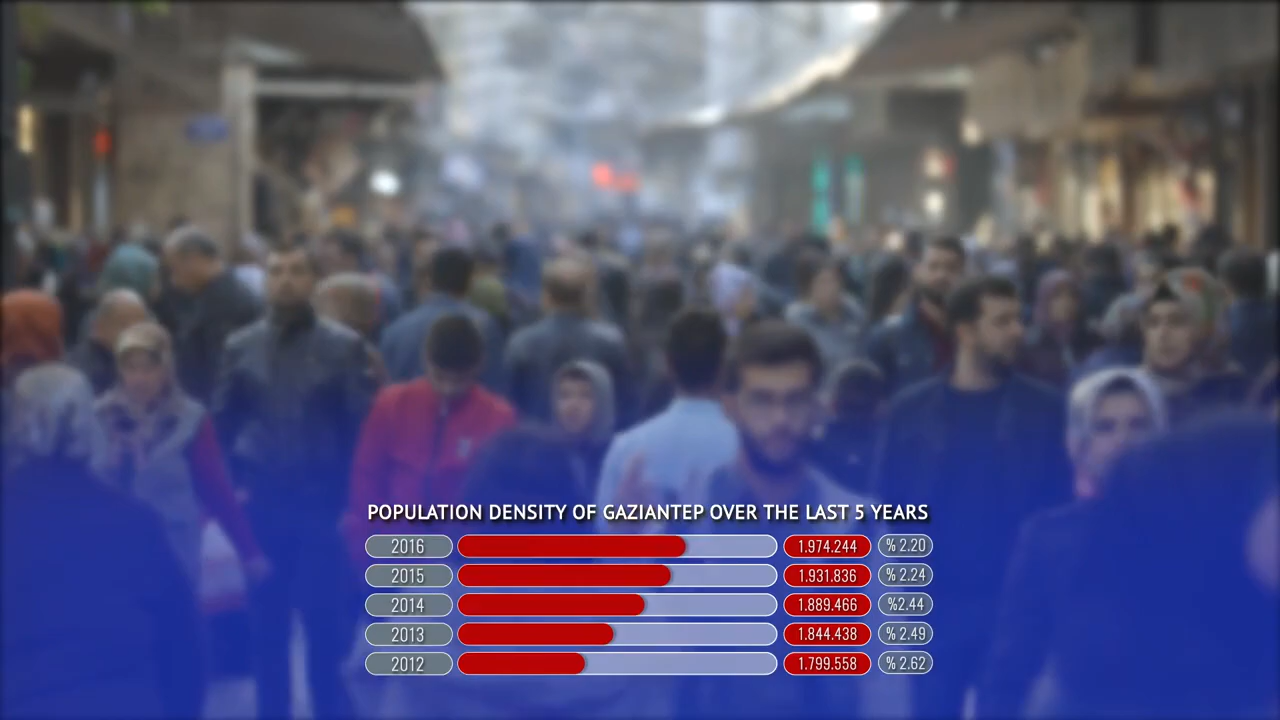 POPULATION DENSITY OF GAZIANTEP OVER THE LAST 5 YEARS
2016 1.974.244 % 2.20
2015 1.931.836 % 2.24
2014 1.889.466 %2.44
2013 1.844.438 % 2.49
2012 1.799.558 % 2.62